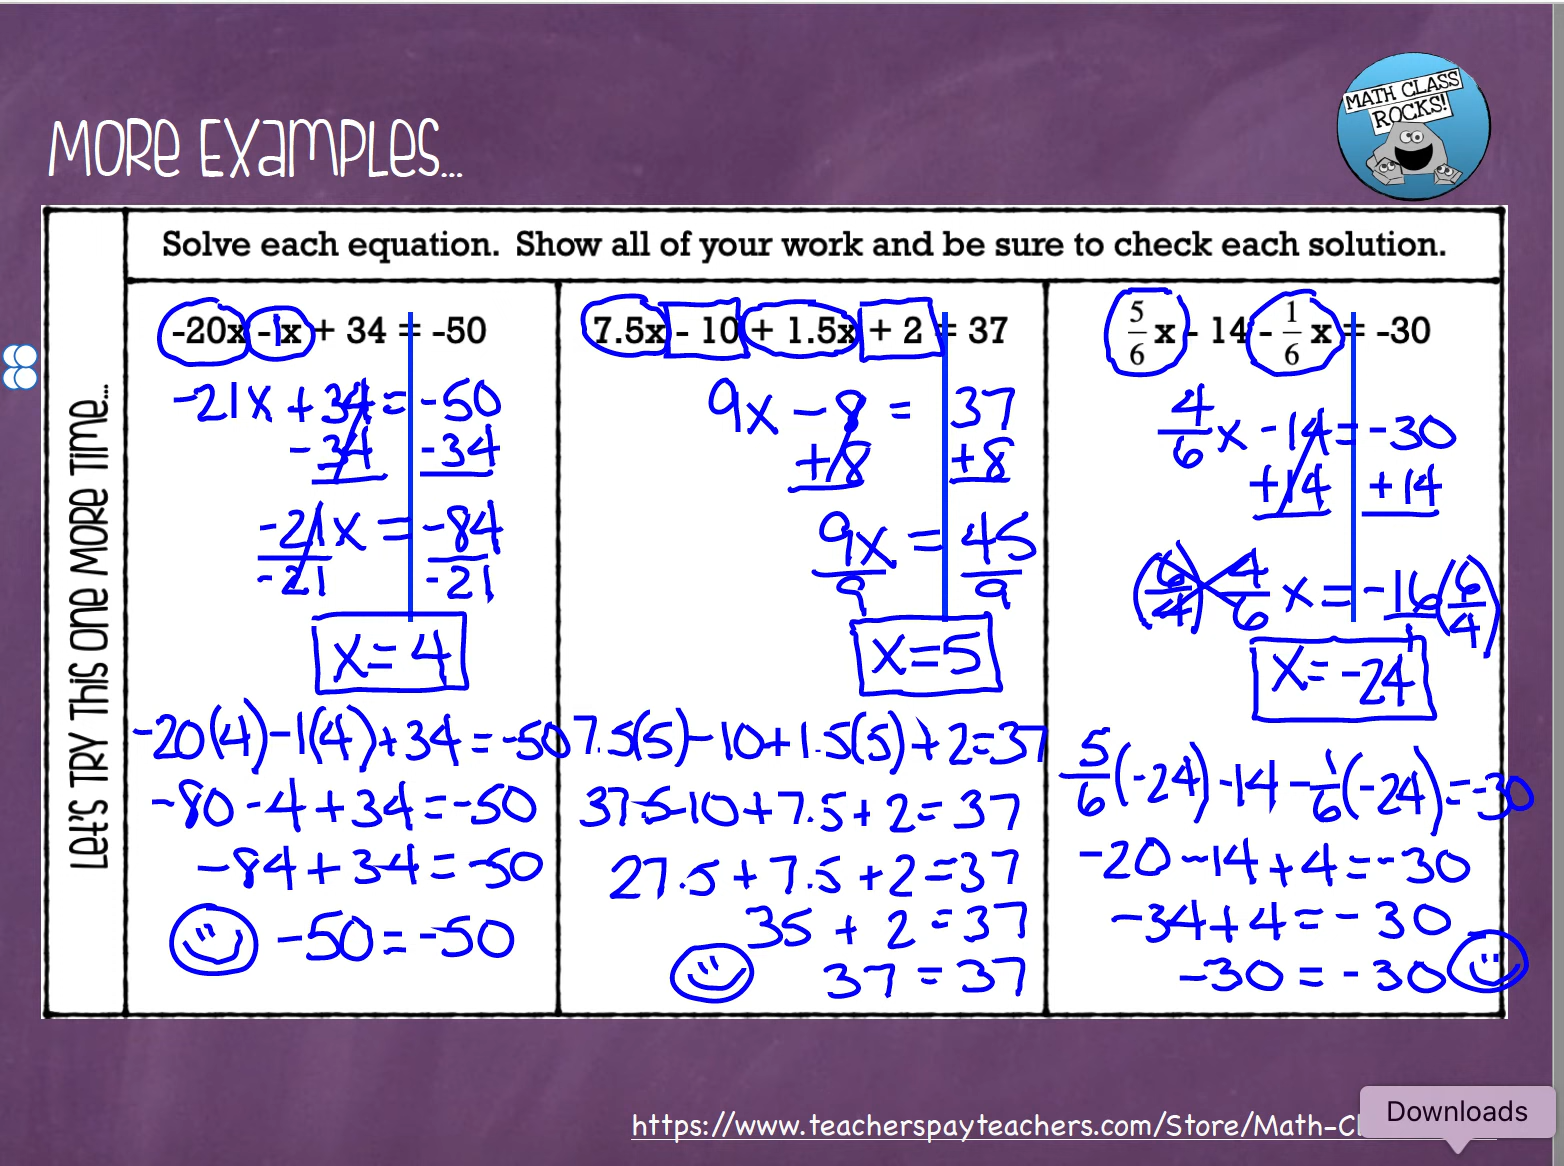 More Examples...
MATH CLASS
ROCKS!
Let's TRY This One More Time...
Solve each equation.  Show all of your work and be sure to check each solution.
-20x -1x + 34 = -50
-21x + 34 = -50
-34 -34
-21x = -84
-21 -21
x = 4
-20(4)-1(4)+34 = -50
-80 - 4 + 34 = -50
-84 + 34 = -50
-50 = -50
7.5x - 10 + 1.5x + 2 = 37
9x - 8 = 37
+8 +8
9x = 45
9 9
x = 5
7.5(5)-10+1.5(5)+2=37
37.5-10+7.5+2=37
27.5+7.5+2=37
35 + 2 = 37
37 = 37
5/6 x - 14 - 1/6 x = -30
4/6 x - 14 = -30
+14 +14
(6/4) 4/6 x = -16/1 (6/4)
x = -24
5/6(-24)-14-1/6(-24)=-30
-20-14+4=-30
-34+4=-30
-30=-30
https://www.teacherspayteachers.com/Store/Math-Cl
Downloads